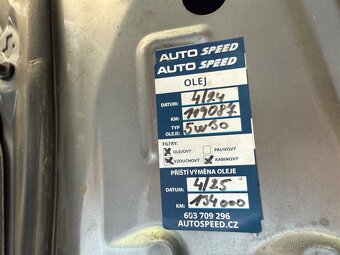 AUTO SPEED
AUTO SPEED
OLEJ
DATUM: 4/24
KM: 119087
TYP OLEJE: 5W30
FILTRY:
OLEJOVÝ PALIVOVÝ
VZDUCHOVÝ KABINOVÝ
PŘÍŠTÍ VÝMĚNA OLEJE
DATUM: 4/25
KM: 134000
603 709 296
AUTOSPEED.CZ